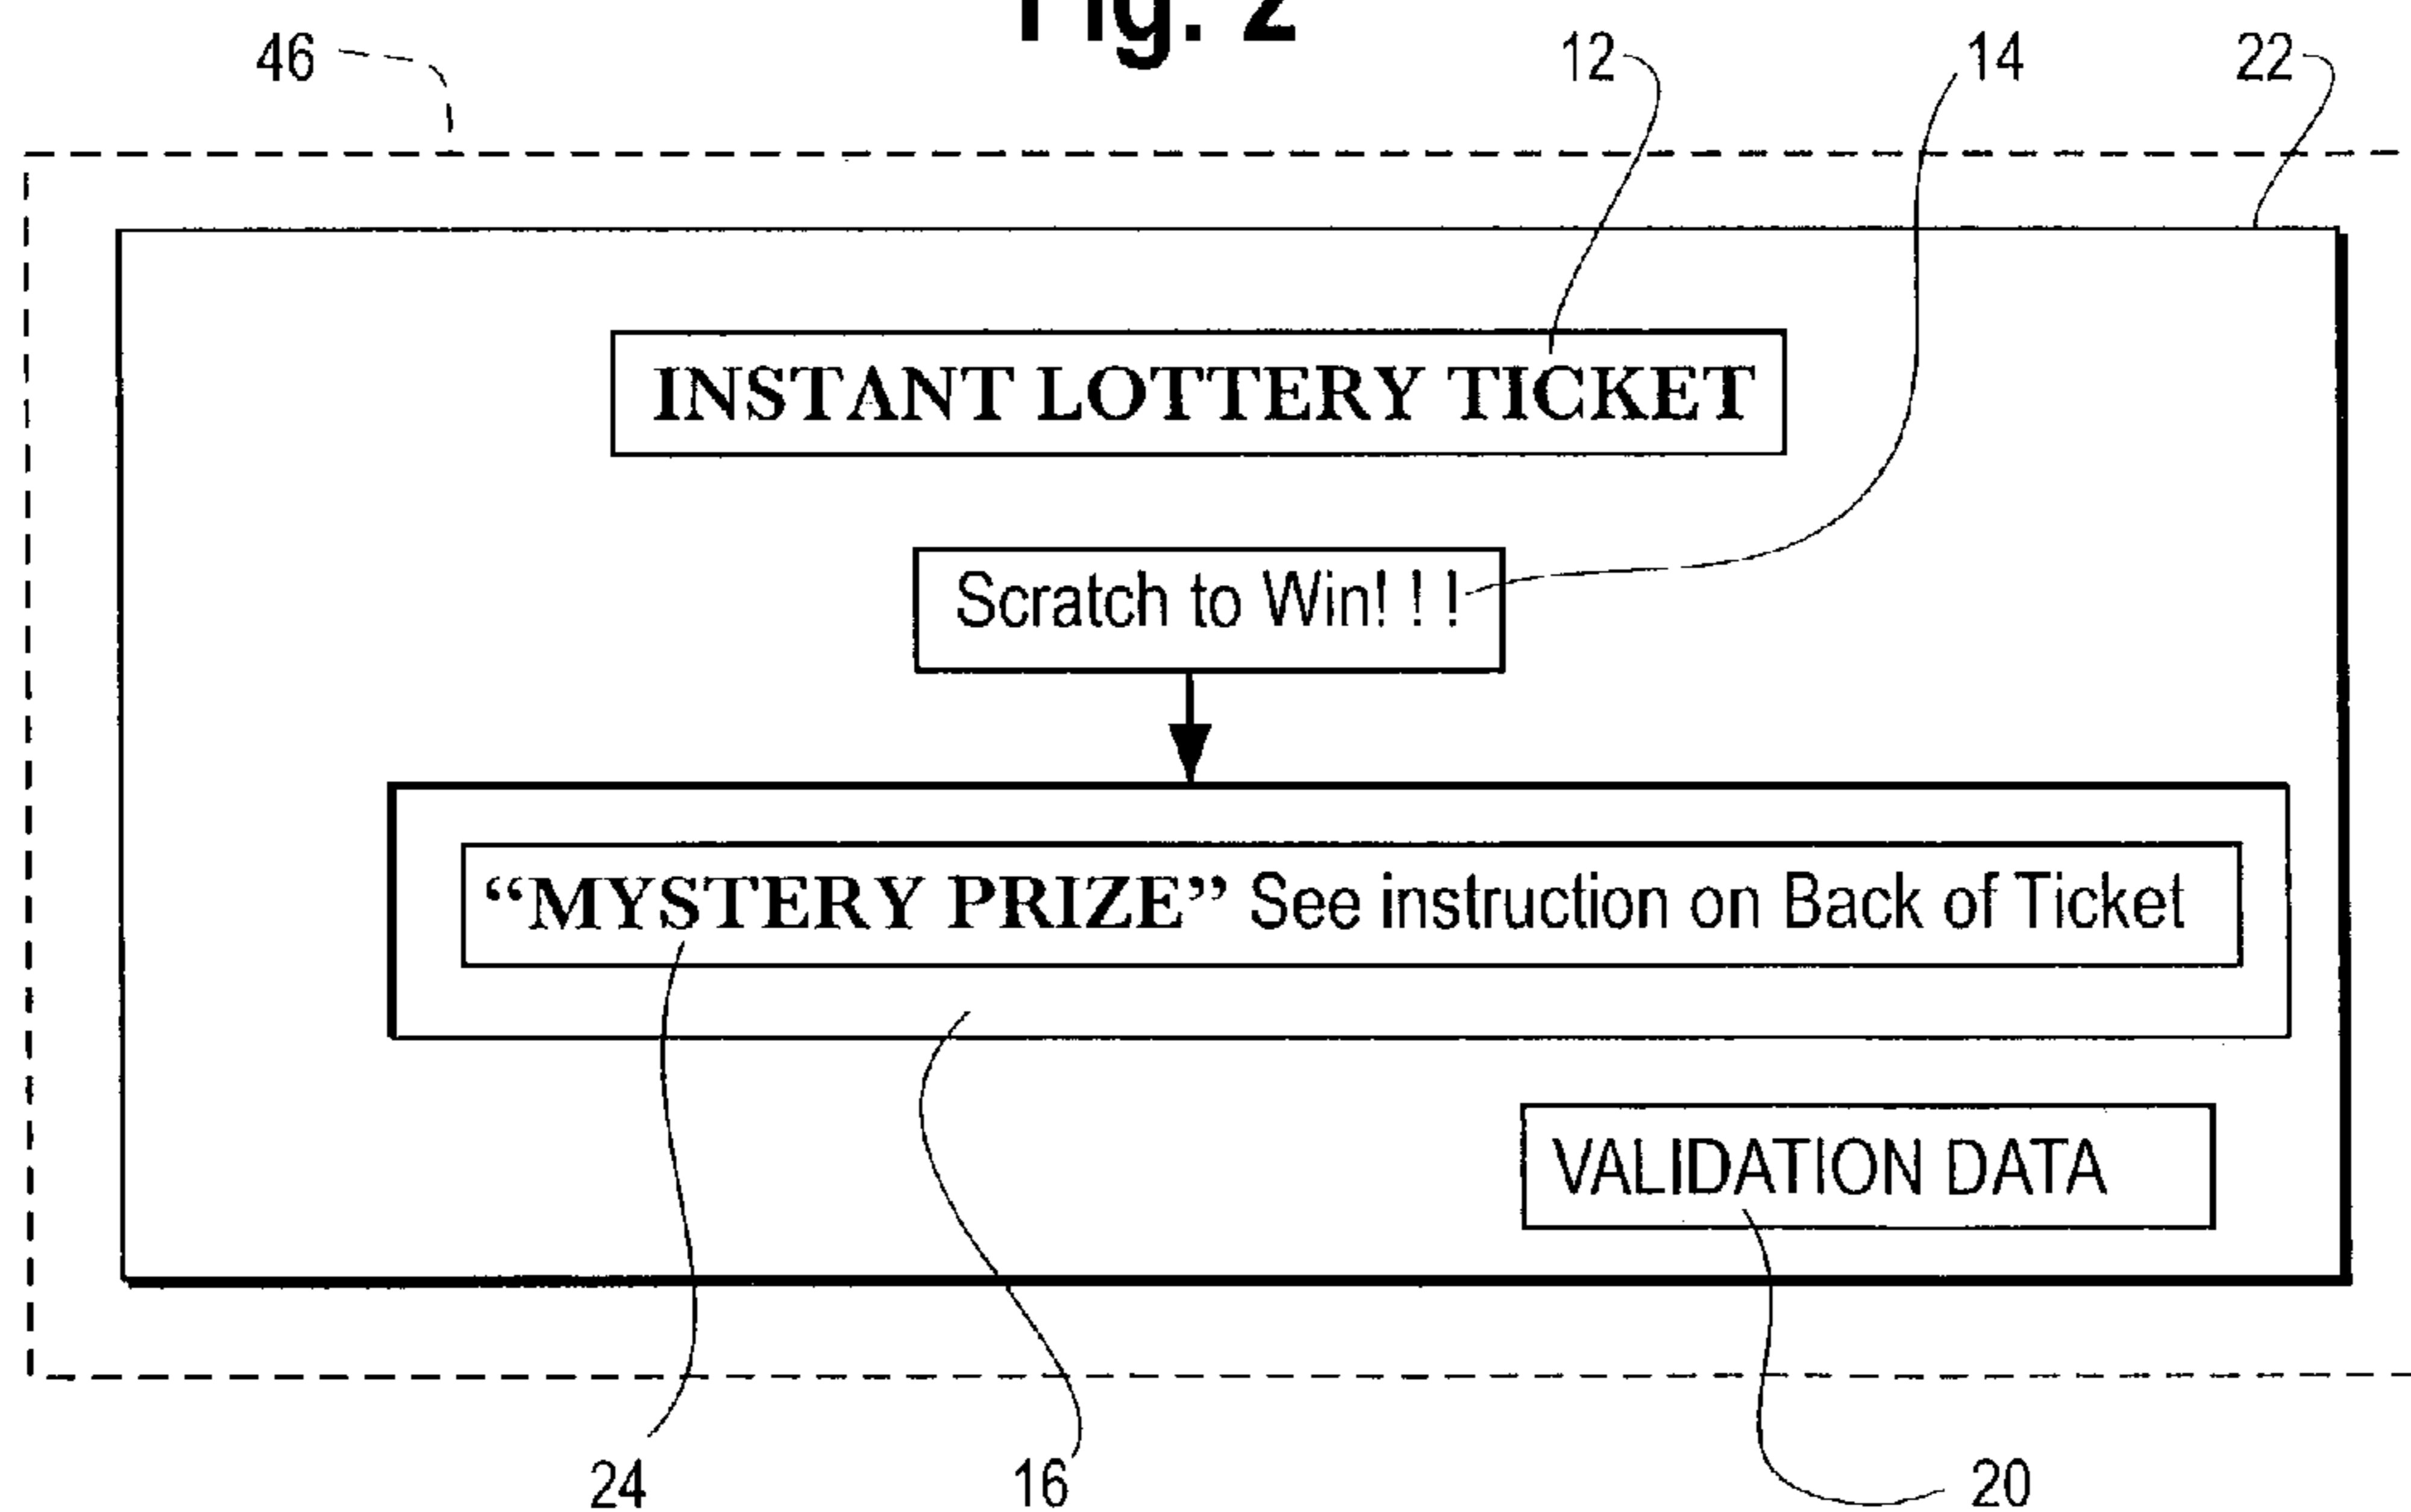 Fig. 2
46 12 14 22
INSTANT LOTTERY TICKET
Scratch to Win! ! !
“MYSTERY PRIZE” See instruction on Back of Ticket
VALIDATION DATA
24 16 20